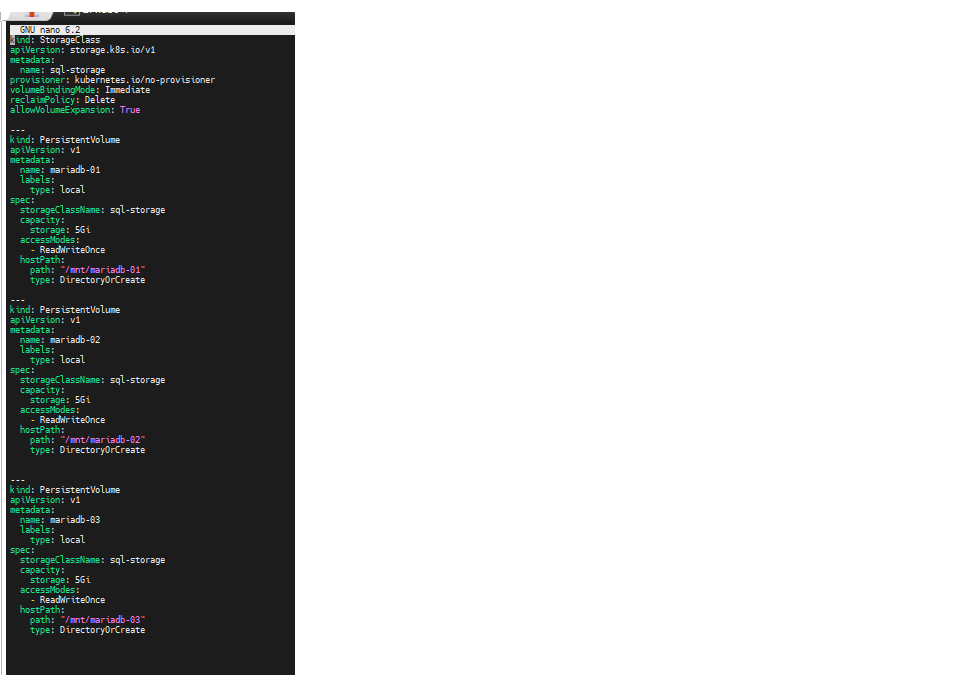 GNU nano 6.2
kind: StorageClass
apiVersion: storage.k8s.io/v1
metadata:
  name: sql-storage
provisioner: kubernetes.io/no-provisioner
volumeBindingMode: Immediate
reclaimPolicy: Delete
allowVolumeExpansion: True

---
kind: PersistentVolume
apiVersion: v1
metadata:
  name: mariadb-01
  labels:
    type: local
spec:
  storageClassName: sql-storage
  capacity:
    storage: 5Gi
  accessModes:
    - ReadWriteOnce
  hostPath:
    path: "/mnt/mariadb-01"
    type: DirectoryOrCreate

---
kind: PersistentVolume
apiVersion: v1
metadata:
  name: mariadb-02
  labels:
    type: local
spec:
  storageClassName: sql-storage
  capacity:
    storage: 5Gi
  accessModes:
    - ReadWriteOnce
  hostPath:
    path: "/mnt/mariadb-02"
    type: DirectoryOrCreate


---
kind: PersistentVolume
apiVersion: v1
metadata:
  name: mariadb-03
  labels:
    type: local
spec:
  storageClassName: sql-storage
  capacity:
    storage: 5Gi
  accessModes:
    - ReadWriteOnce
  hostPath:
    path: "/mnt/mariadb-03"
    type: DirectoryOrCreate